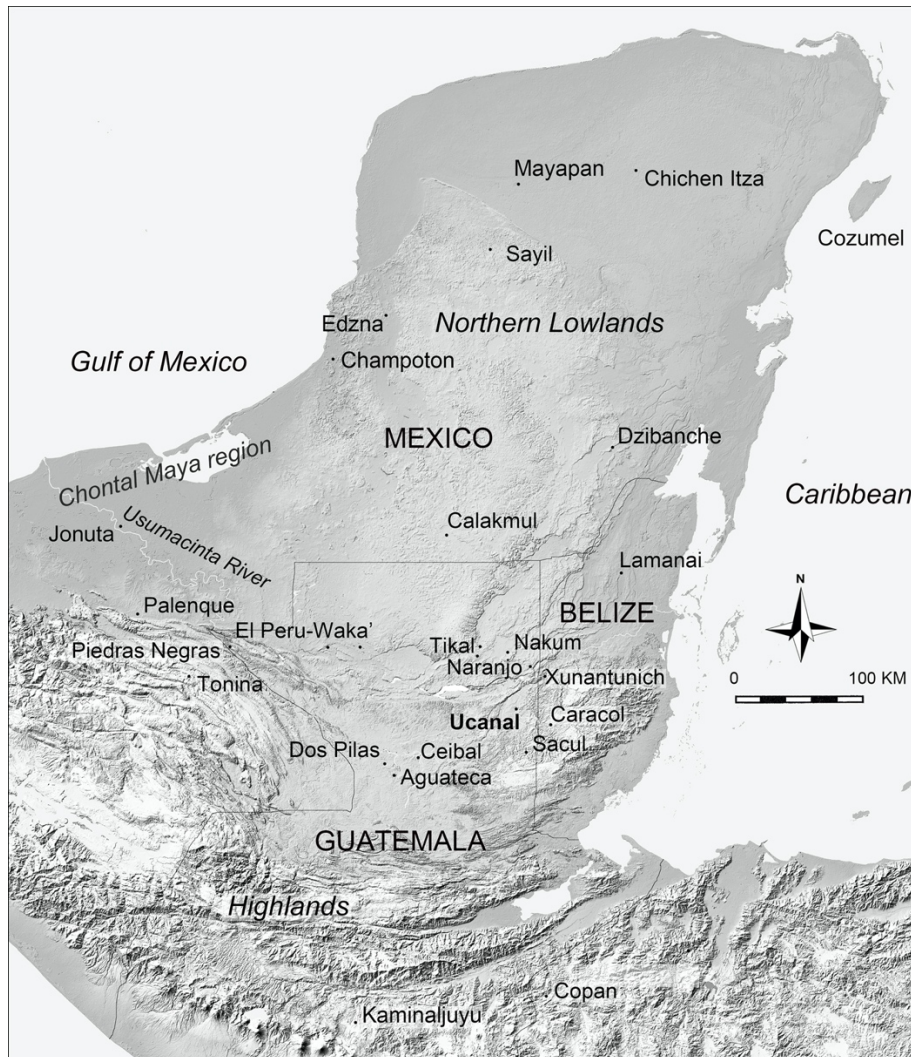 Mayapan
Chichen Itza
Cozumel
Sayil
Edzna
Northern Lowlands
Gulf of Mexico
Champoton
MEXICO
Dzibanche
Chontal Maya region
Caribbean
Calakmul
Jonuta
Usumacinta River
Lamanai
N
Palenque
BELIZE
El Peru-Waka’
Piedras Negras
Tikal
Nakum
Naranjo
Xunantunich
Tonina
0
100 KM
Ucanal
Caracol
Dos Pilas
Ceibal
Sacul
Aguateca
GUATEMALA
Highlands
Copan
Kaminaljuyu